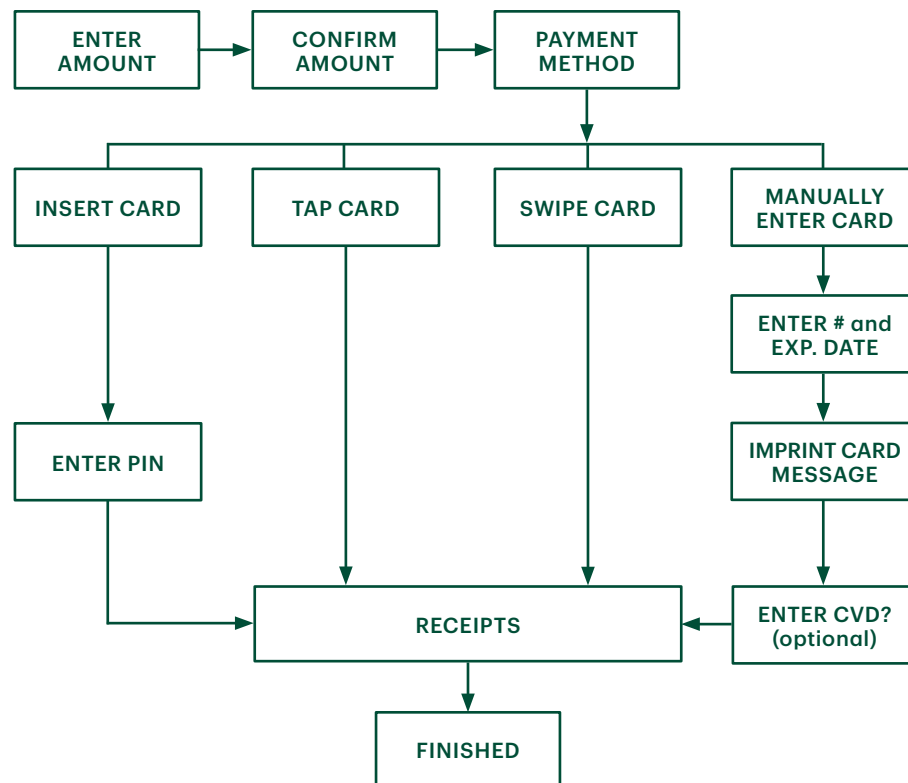 ENTER
AMOUNT
CONFIRM
AMOUNT
PAYMENT
METHOD
INSERT CARD
TAP CARD
SWIPE CARD
MANUALLY
ENTER CARD
ENTER # and
EXP. DATE
ENTER PIN
IMPRINT CARD
MESSAGE
RECEIPTS
ENTER CVD?
(optional)
FINISHED